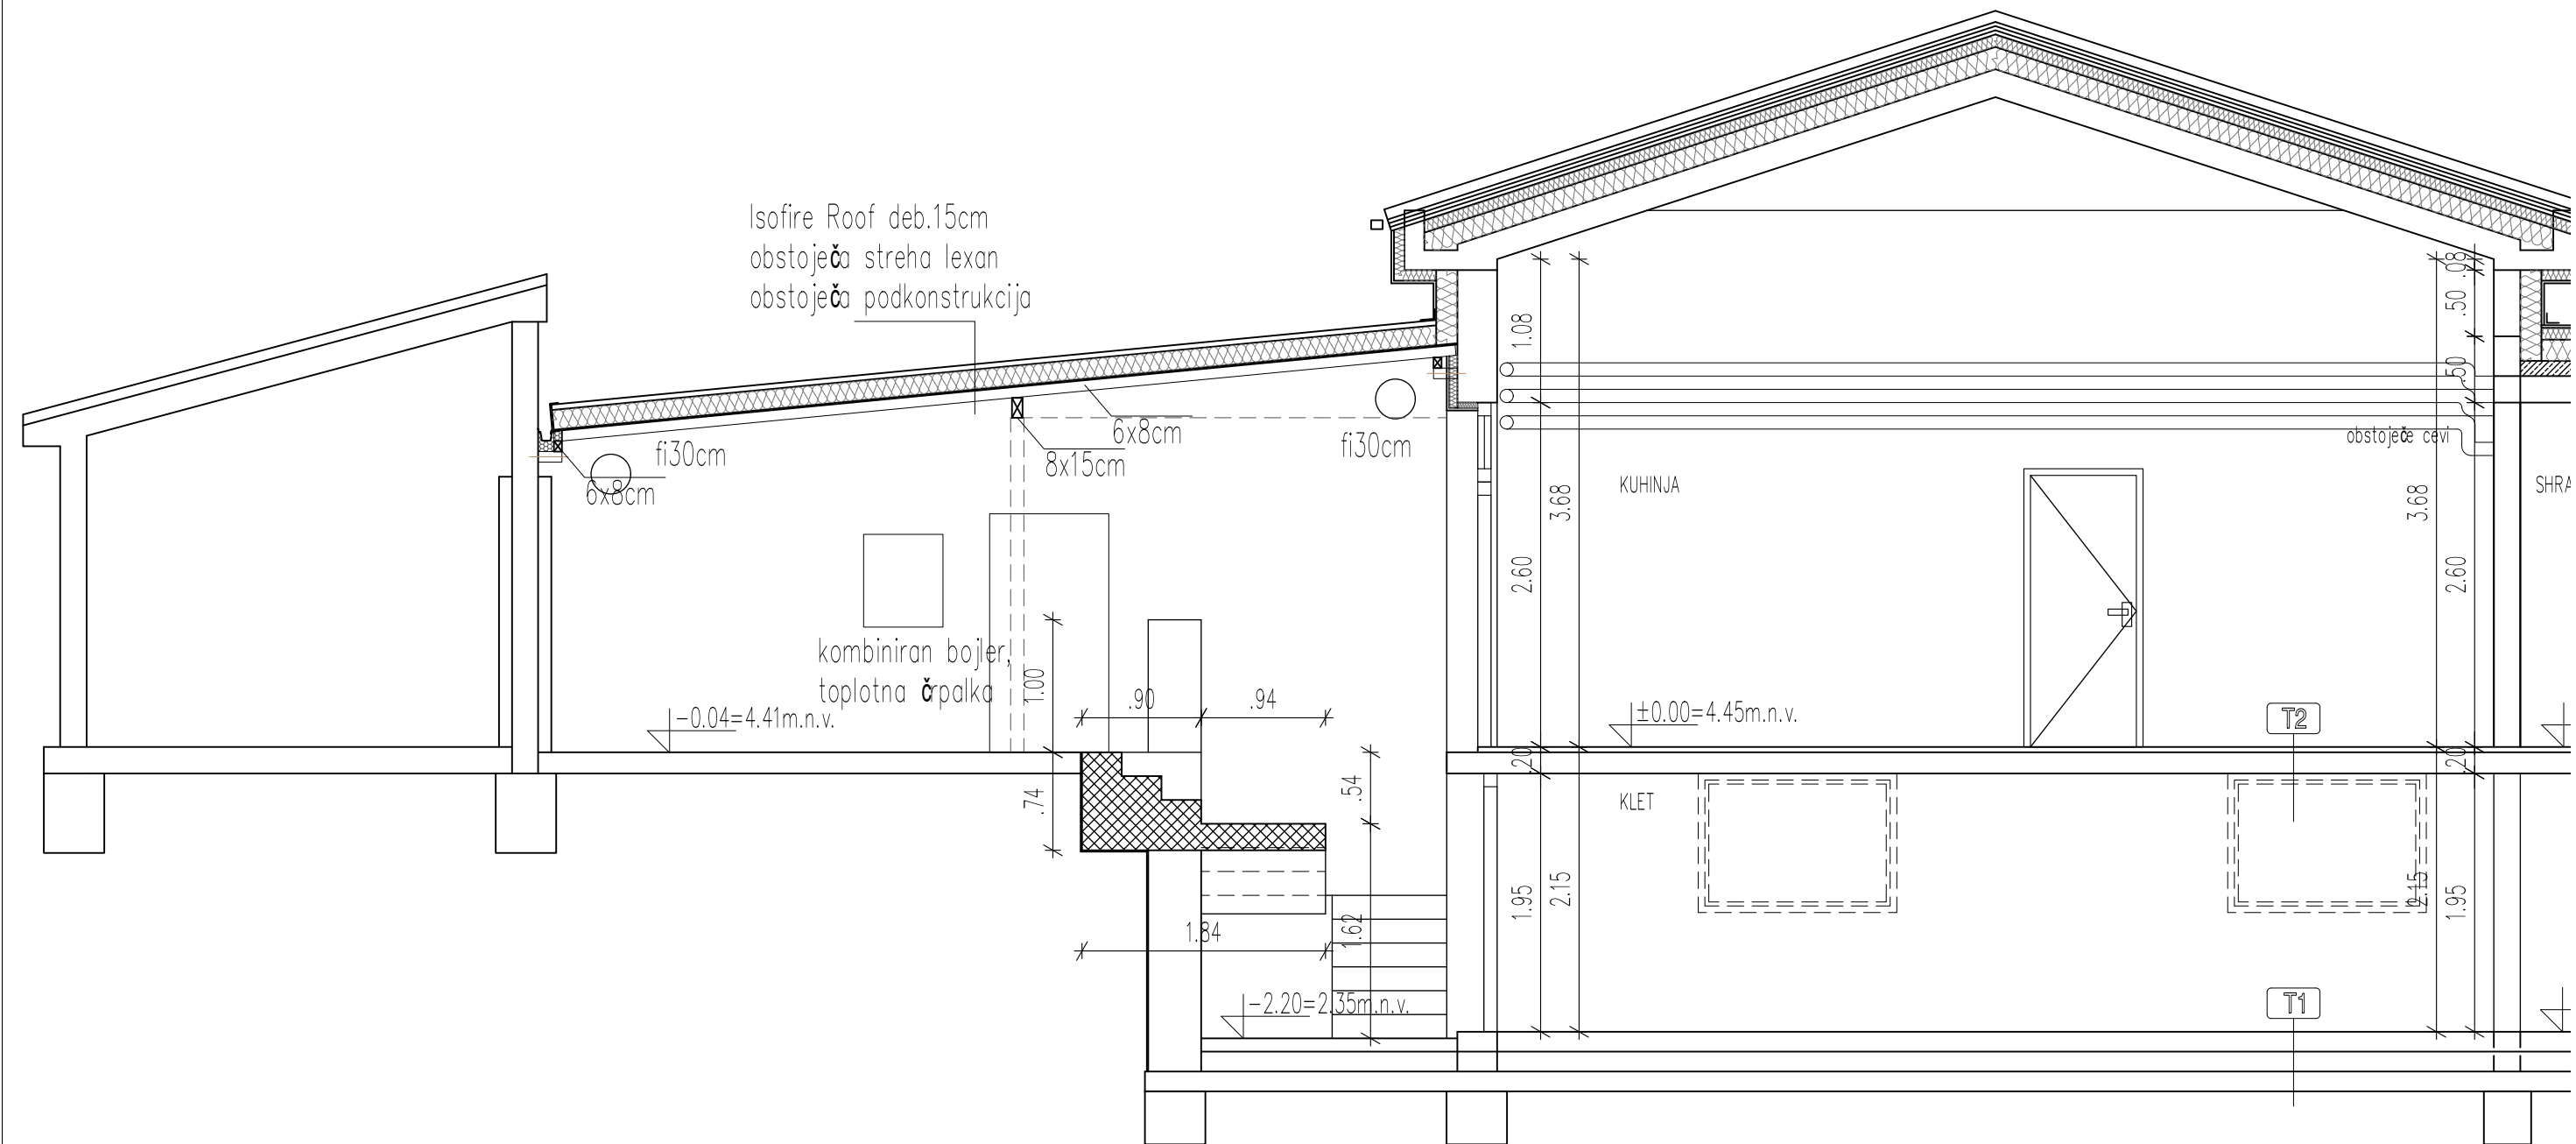 Isofire Roof deb.15cm
obstoječa streha lexan
obstoječa podkonstrukcija
fi30cm
6x8cm
6x8cm
8x15cm
fi30cm
kombiniran bojler,
toplotna črpalka
-0.04=4.41m.n.v.
1.00
.90
.94
.74
.54
1.84
1.62
-2.20=2.35m.n.v.
1.08
3.68
2.60
.20
1.95
2.15
KUHINJA
±0.00=4.45m.n.v.
KLET
obstoječe cevi
.08
.50
.50
3.68
2.60
.20
2.15
1.95
T2
T1
SHRA